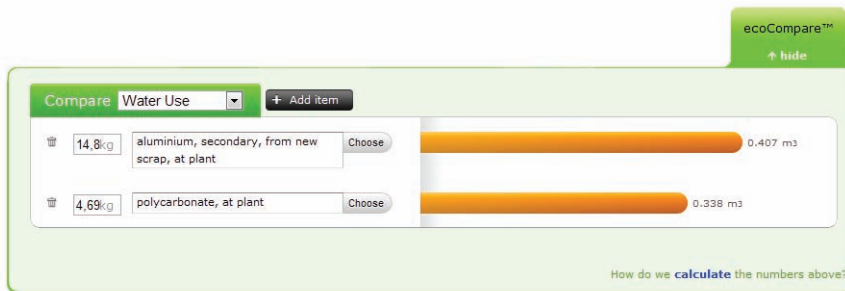 ecoCompare™
↑ hide
Compare Water Use + Add item
14,8kg aluminium, secondary, from new scrap, at plant Choose 0.407 m3
4,69kg polycarbonate, at plant Choose 0.338 m3
How do we calculate the numbers above?